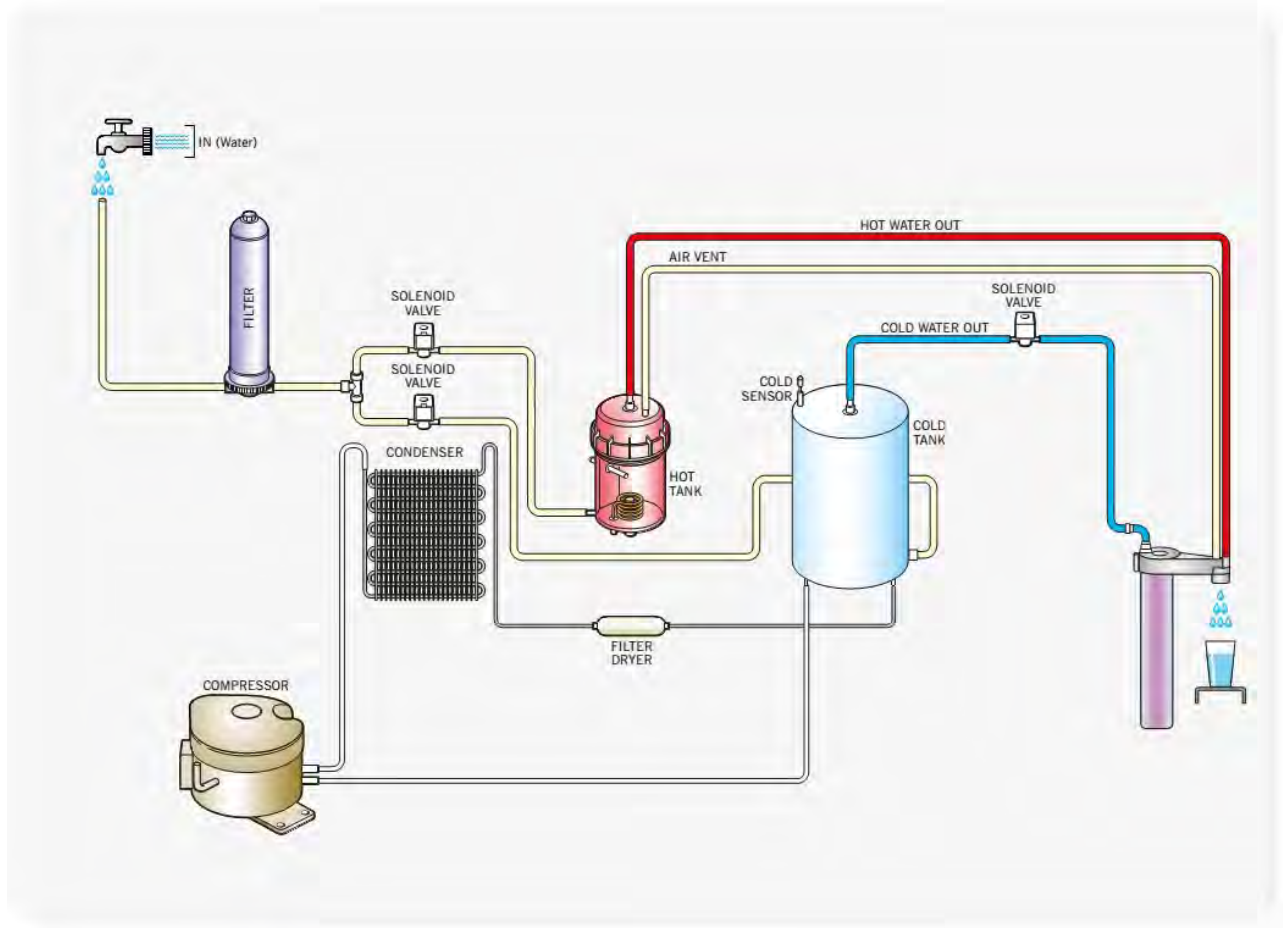 IN (Water)
FILTER
SOLENOID
VALVE
SOLENOID
VALVE
HOT WATER OUT
AIR VENT
SOLENOID
VALVE
COLD WATER OUT
COLD
SENSOR
COLD
TANK
CONDENSER
HOT
TANK
FILTER
DRYER
COMPRESSOR